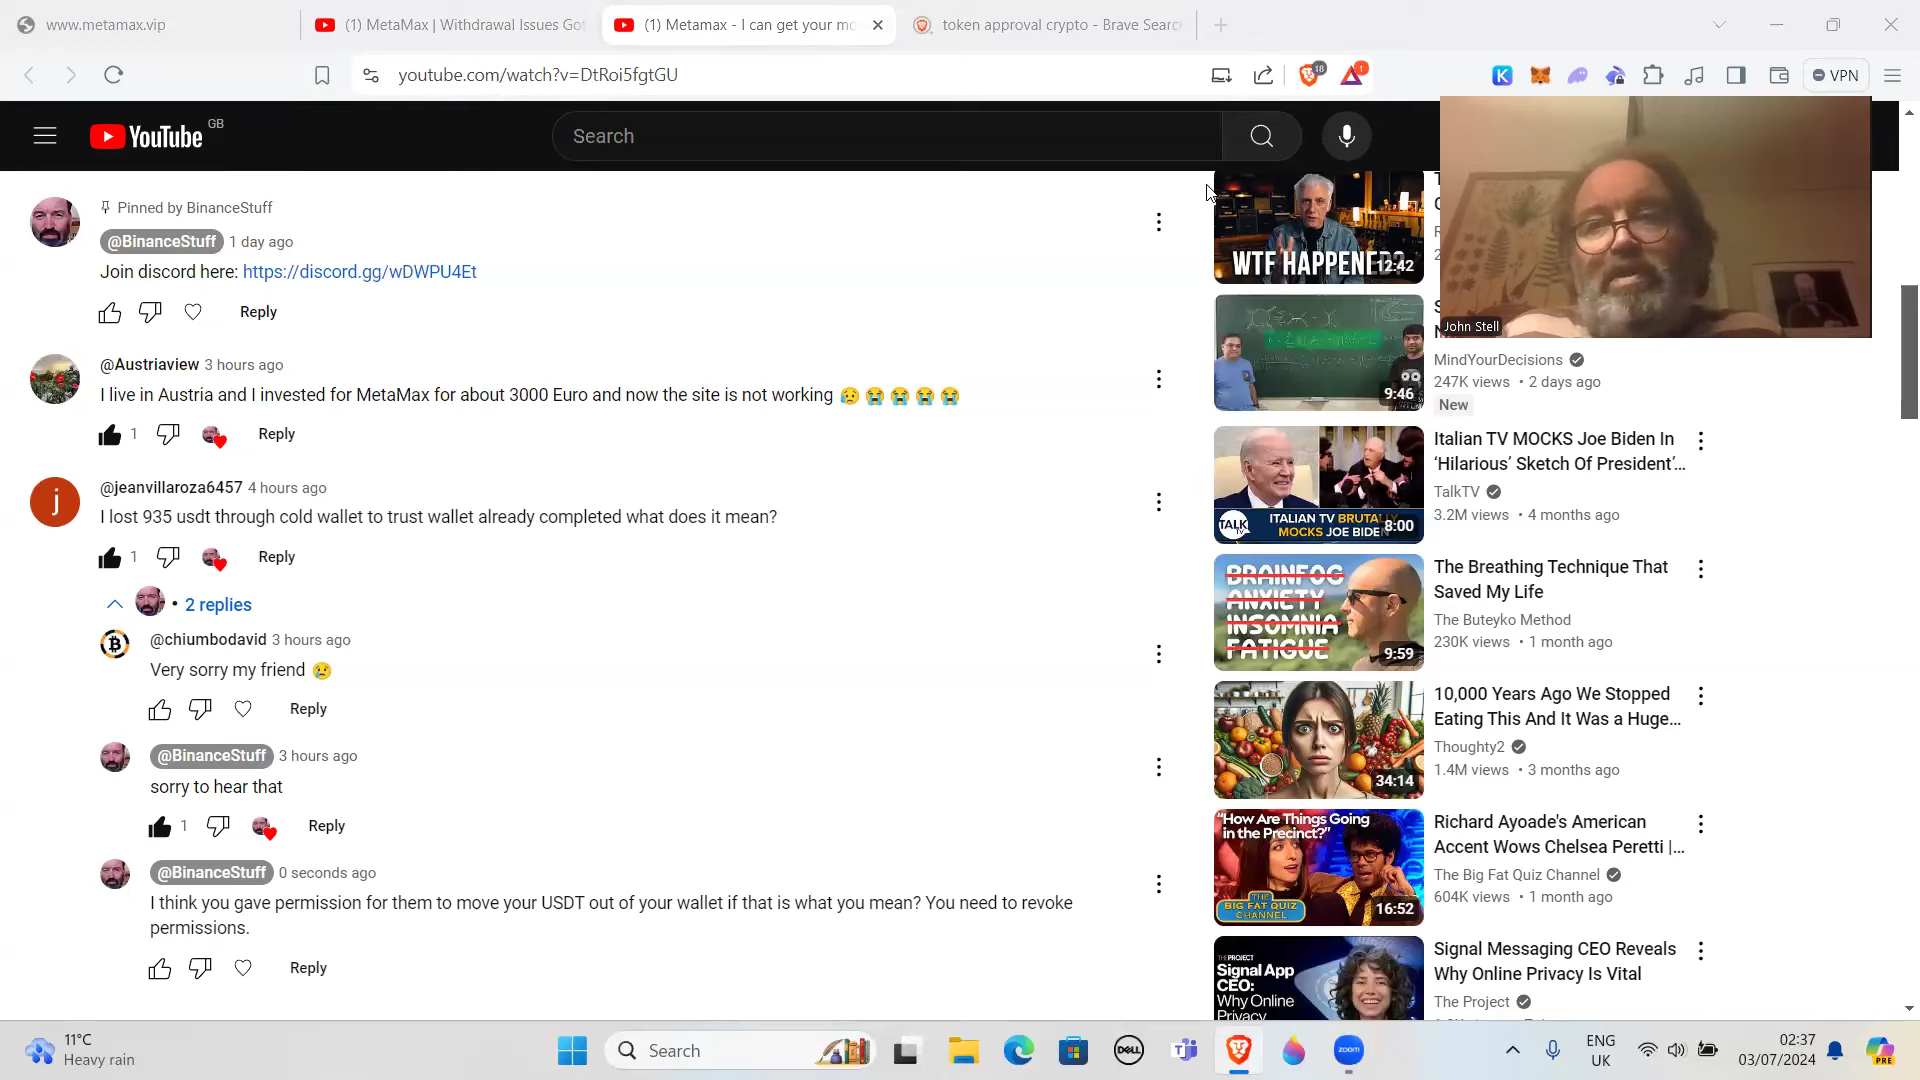 www.metamax.vip
(1) MetaMax | Withdrawal Issues Go
(1) Metamax - I can get your mo
token approval crypto - Brave Searc
youtube.com/watch?v=DtRoi5fgtGU
18
1
VPN
YouTube GB
Search
Pinned by BinanceStuff
@BinanceStuff 1 day ago
Join discord here: https://discord.gg/wDWPU4Et
Reply
@Austriaview 3 hours ago
I live in Austria and I invested for MetaMax for about 3000 Euro and now the site is not working 😥 😭 😭 😭 😭
1
Reply
@jeanvillaroza6457 4 hours ago
I lost 935 usdt through cold wallet to trust wallet already completed what does it mean?
1
Reply
2 replies
@chiumbodavid 3 hours ago
Very sorry my friend 😢
Reply
@BinanceStuff 3 hours ago
sorry to hear that
1
Reply
@BinanceStuff 0 seconds ago
I think you gave permission for them to move your USDT out of your wallet if that is what you mean? You need to revoke
permissions.
Reply
WTF HAPPENED?
12:42
John Stell
9:46
MindYourDecisions
247K views • 2 days ago
New
TALK
ITALIAN TV BRUTALLY
MOCKS JOE BIDEN
8:00
Italian TV MOCKS Joe Biden In
‘Hilarious’ Sketch Of President’...
TalkTV
3.2M views • 4 months ago
BRAINFOG
ANXIETY
INSOMNIA
FATIGUE
9:59
The Breathing Technique That
Saved My Life
The Buteyko Method
230K views • 1 month ago
34:14
10,000 Years Ago We Stopped
Eating This And It Was a Huge...
Thoughty2
1.4M views • 3 months ago
"How Are Things Going
in the Precinct?"
THE
BIG FAT QUIZ
CHANNEL
16:52
Richard Ayoade's American
Accent Wows Chelsea Peretti |...
The Big Fat Quiz Channel
604K views • 1 month ago
THE PROJECT
Signal App
CEO:
Why Online
Privacy
Signal Messaging CEO Reveals
Why Online Privacy Is Vital
The Project
11°C
Heavy rain
Search
DELL
zoom
ENG
UK
02:37
03/07/2024
PRE